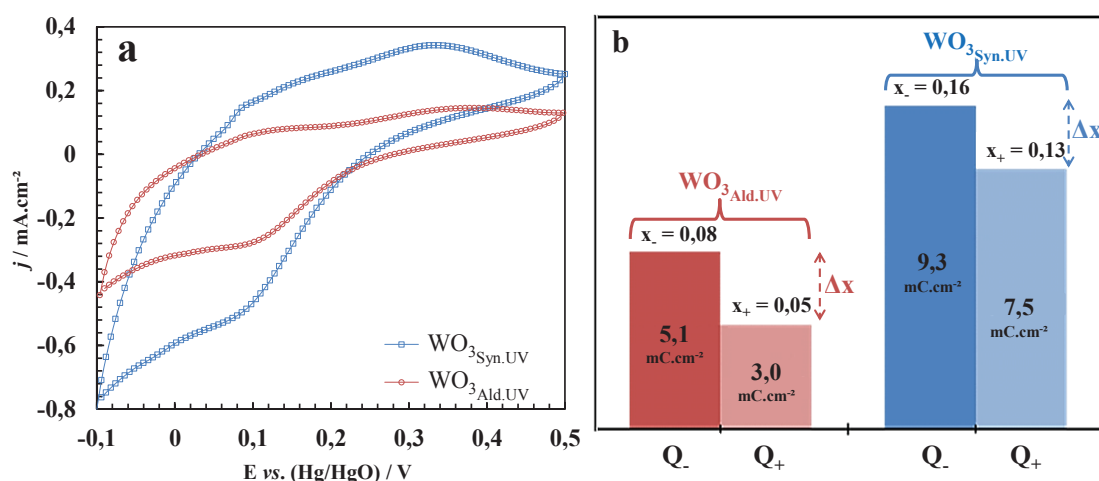 a
0,4
0,2
0
-0,2
-0,4
-0,6
-0,8
j / mA.cm⁻²
WO₃Syn.UV
WO₃Ald.UV
-0,1 0 0,1 0,2 0,3 0,4 0,5
E vs. (Hg/HgO) / V
b
WO₃Syn.UV
x₋ = 0,16
Δx
x₊ = 0,13
WO₃Ald.UV
x₋ = 0,08
Δx
x₊ = 0,05
9,3
mC.cm⁻²
7,5
mC.cm⁻²
5,1
mC.cm⁻²
3,0
mC.cm⁻²
Q₋ Q₊ Q₋ Q₊